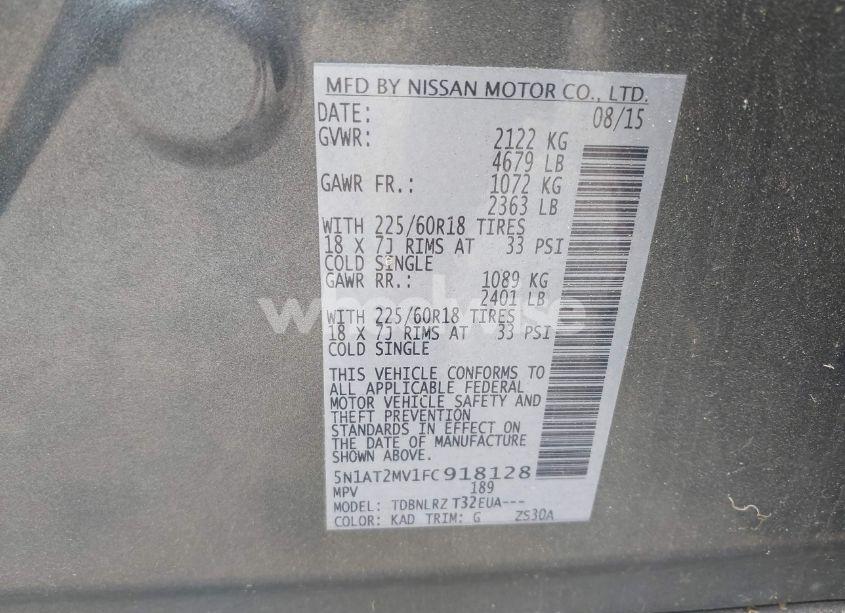 MFD BY NISSAN MOTOR CO., LTD.
DATE: 08/15
GVWR: 2122 KG
4679 LB
GAWR FR.: 1072 KG
2363 LB
WITH 225/60R18 TIRES
18 X 7J RIMS AT 33 PSI
COLD SINGLE
GAWR RR.: 1089 KG
2401 LB
wheelwise
WITH 225/60R18 TIRES
18 X 7J RIMS AT 33 PSI
COLD SINGLE
THIS VEHICLE CONFORMS TO
ALL APPLICABLE FEDERAL
MOTOR VEHICLE SAFETY AND
THEFT PREVENTION
STANDARDS IN EFFECT ON
THE DATE OF MANUFACTURE
SHOWN ABOVE.
5N1AT2MV1FC918128
MPV 189
MODEL: TDBNLRZ T32EUA---
COLOR: KAD TRIM: G ZS30A